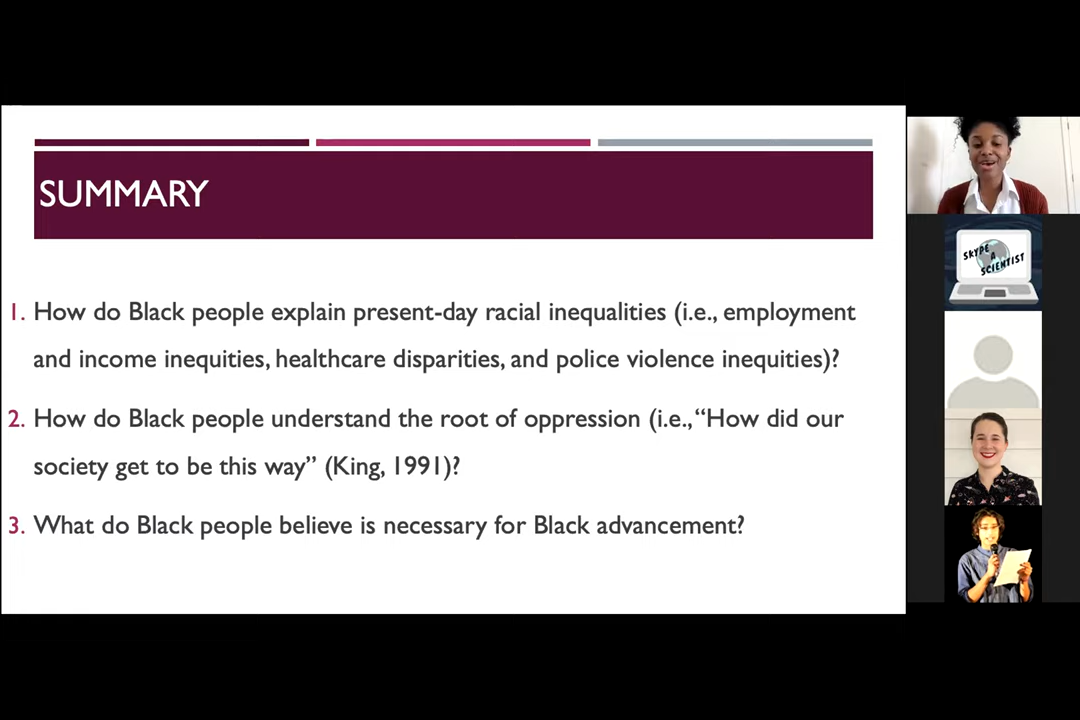 SUMMARY
1. How do Black people explain present-day racial inequalities (i.e., employment
and income inequities, healthcare disparities, and police violence inequities)?
2. How do Black people understand the root of oppression (i.e., “How did our
society get to be this way” (King, 1991)?
3. What do Black people believe is necessary for Black advancement?
SKYPE
A
SCIENTIST